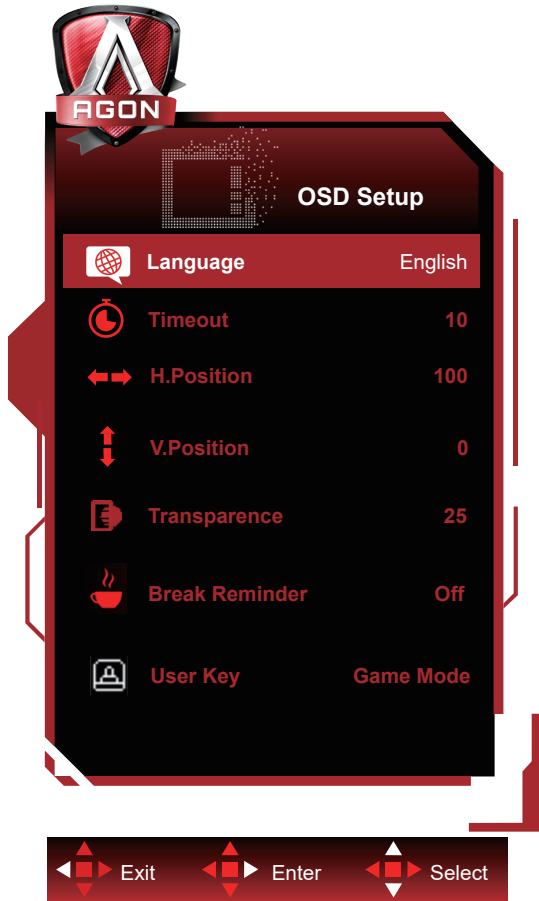 AGON
OSD Setup
Language English
Timeout 10
H.Position 100
V.Position 0
Transparence 25
Break Reminder Off
User Key Game Mode
Exit Enter Select